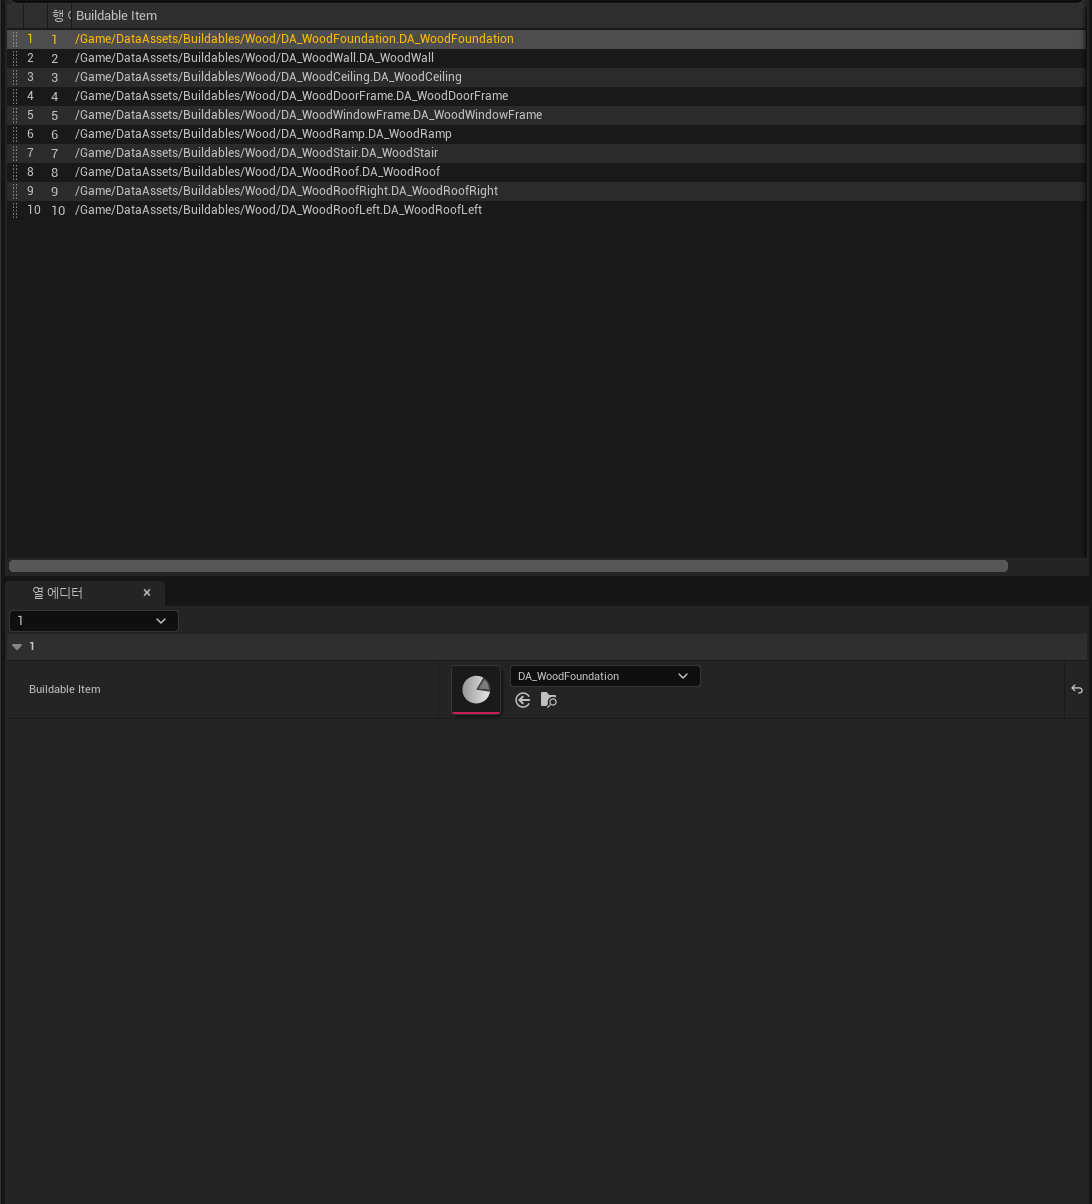 행 Buildable Item
1 1 /Game/DataAssets/Buildables/Wood/DA_WoodFoundation.DA_WoodFoundation
2 2 /Game/DataAssets/Buildables/Wood/DA_WoodWall.DA_WoodWall
3 3 /Game/DataAssets/Buildables/Wood/DA_WoodCeiling.DA_WoodCeiling
4 4 /Game/DataAssets/Buildables/Wood/DA_WoodDoorFrame.DA_WoodDoorFrame
5 5 /Game/DataAssets/Buildables/Wood/DA_WoodWindowFrame.DA_WoodWindowFrame
6 6 /Game/DataAssets/Buildables/Wood/DA_WoodRamp.DA_WoodRamp
7 7 /Game/DataAssets/Buildables/Wood/DA_WoodStair.DA_WoodStair
8 8 /Game/DataAssets/Buildables/Wood/DA_WoodRoof.DA_WoodRoof
9 9 /Game/DataAssets/Buildables/Wood/DA_WoodRoofRight.DA_WoodRoofRight
10 10 /Game/DataAssets/Buildables/Wood/DA_WoodRoofLeft.DA_WoodRoofLeft
열 에디터
1
1
Buildable Item DA_WoodFoundation